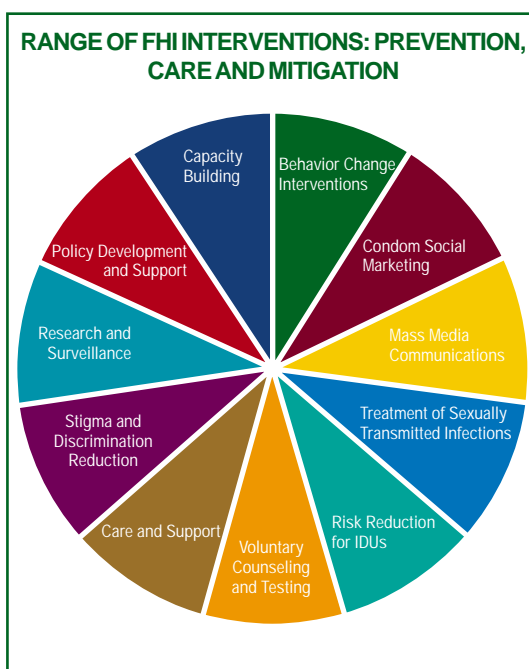 RANGE OF FHI INTERVENTIONS: PREVENTION,
CARE AND MITIGATION
Capacity
Building
Behavior Change
Interventions
Condom Social
Marketing
Mass Media
Communications
Treatment of Sexually
Transmitted Infections
Risk Reduction
for IDUs
Voluntary
Counseling
and Testing
Care and Support
Stigma and
Discrimination
Reduction
Research and
Surveillance
Policy Development
and Support